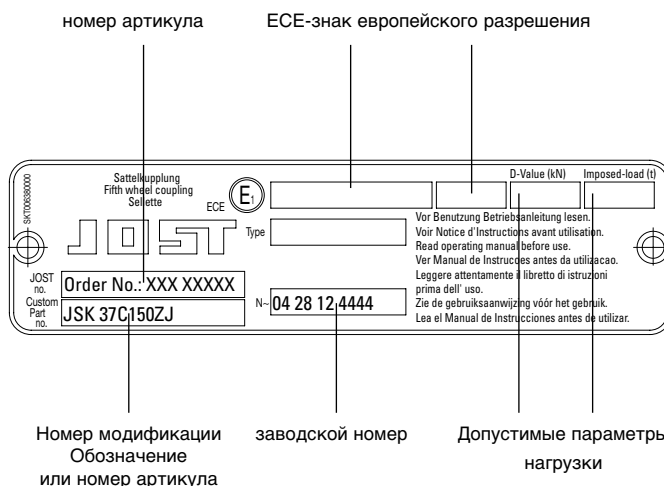 номер артикула
ECE-знак европейского разрешения
SKT006380000
Sattelkupplung
Fifth wheel coupling
Sellette
ECE
E1
D-Value (kN)
Imposed-load (t)
JOST
Type
Vor Benutzung Betriebsanleitung lesen.
Voir Notice d'Instructions avant utilisation.
Read operating manual before use.
Ver Manual de Instrucoes antes da utilizacao.
Leggere attentamente il libretto di istruzioni
prima dell' uso.
Zie de gebruiksaanwijzing vóór het gebruik.
Lea el Manual de Instrucciones antes de utilizar.
JOST
no.
Order No.: XXX XXXXX
Custom
Part
no.
JSK 37C150ZJ
N~
04 28 12 4444
Номер модификации
Обозначение
или номер артикула
заводской номер
Допустимые параметры
нагрузки